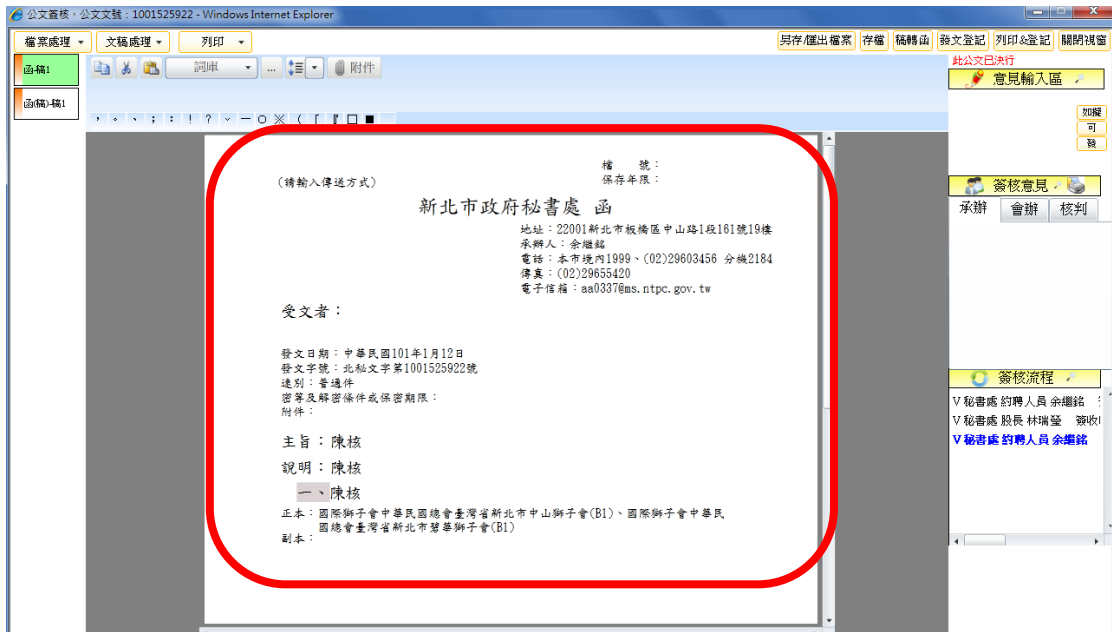 公文簽核，公文文號：1001525922 - Windows Internet Explorer
檔案處理 文稿處理 列印 另存/匯出檔案 存檔 稿轉函 發文登記 列印&登記 關閉視窗
函-稿1
函(稿)-稿1
詞庫 ... 附件
，。、；：！？～－○※（「『□■
此公文已決行
意見輸入區
如擬
可
發
簽核意見
承辦 會辦 核判
簽核流程
V 秘書處 約聘人員 余繼銘
V 秘書處 股長 林瑞瑩 簽收
V 秘書處 約聘人員 余繼銘
檔　　號：
保存年限：
(請輸入傳送方式)
新北市政府秘書處 函
地址：22001新北市板橋區中山路1段161號19樓
承辦人：余繼銘
電話：本市境內1999、(02)29603456 分機2184
傳真：(02)29655420
電子信箱：aa0337@ms.ntpc.gov.tw
受文者：
發文日期：中華民國101年1月12日
發文字號：北秘文字第1001525922號
速別：普通件
密等及解密條件或保密期限：
附件：
主旨：陳核
說明：陳核
一、陳核
正本：國際獅子會中華民國總會臺灣省新北市中山獅子會(B1)、國際獅子會中華民
國總會臺灣省新北市碧華獅子會(B1)
副本：